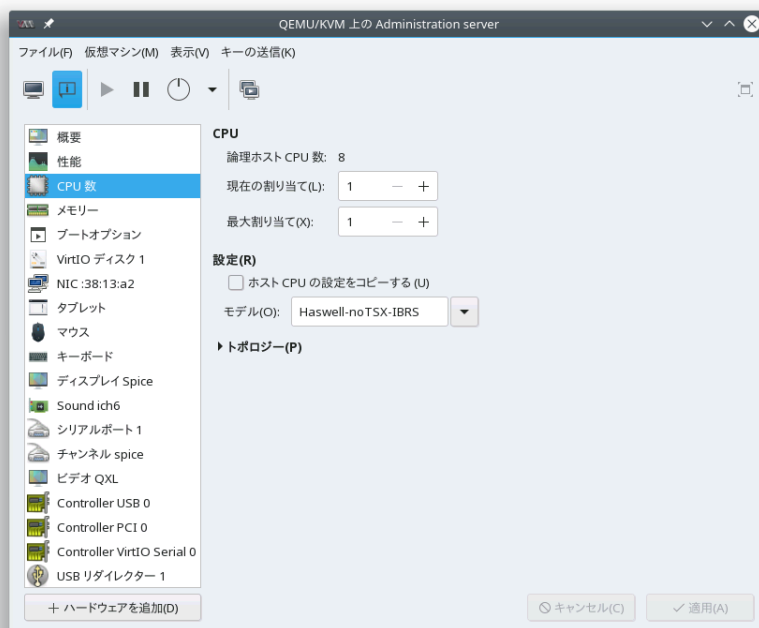 QEMU/KVM 上の Administration server
ファイル(F) 仮想マシン(M) 表示(V) キーの送信(K)
概要
性能
CPU 数
メモリー
ブートオプション
VirtIO ディスク 1
NIC :38:13:a2
タブレット
マウス
キーボード
ディスプレイ Spice
Sound ich6
シリアルポート 1
チャンネル spice
ビデオ QXL
Controller USB 0
Controller PCI 0
Controller VirtIO Serial 0
USB リダイレクター 1
+ ハードウェアを追加(D)
CPU
論理ホスト CPU 数: 8
現在の割り当て(L): 1 − +
最大割り当て(X): 1 − +
設定(R)
ホスト CPU の設定をコピーする (U)
モデル(O): Haswell-noTSX-IBRS
トポロジー(P)
キャンセル(C) 適用(A)